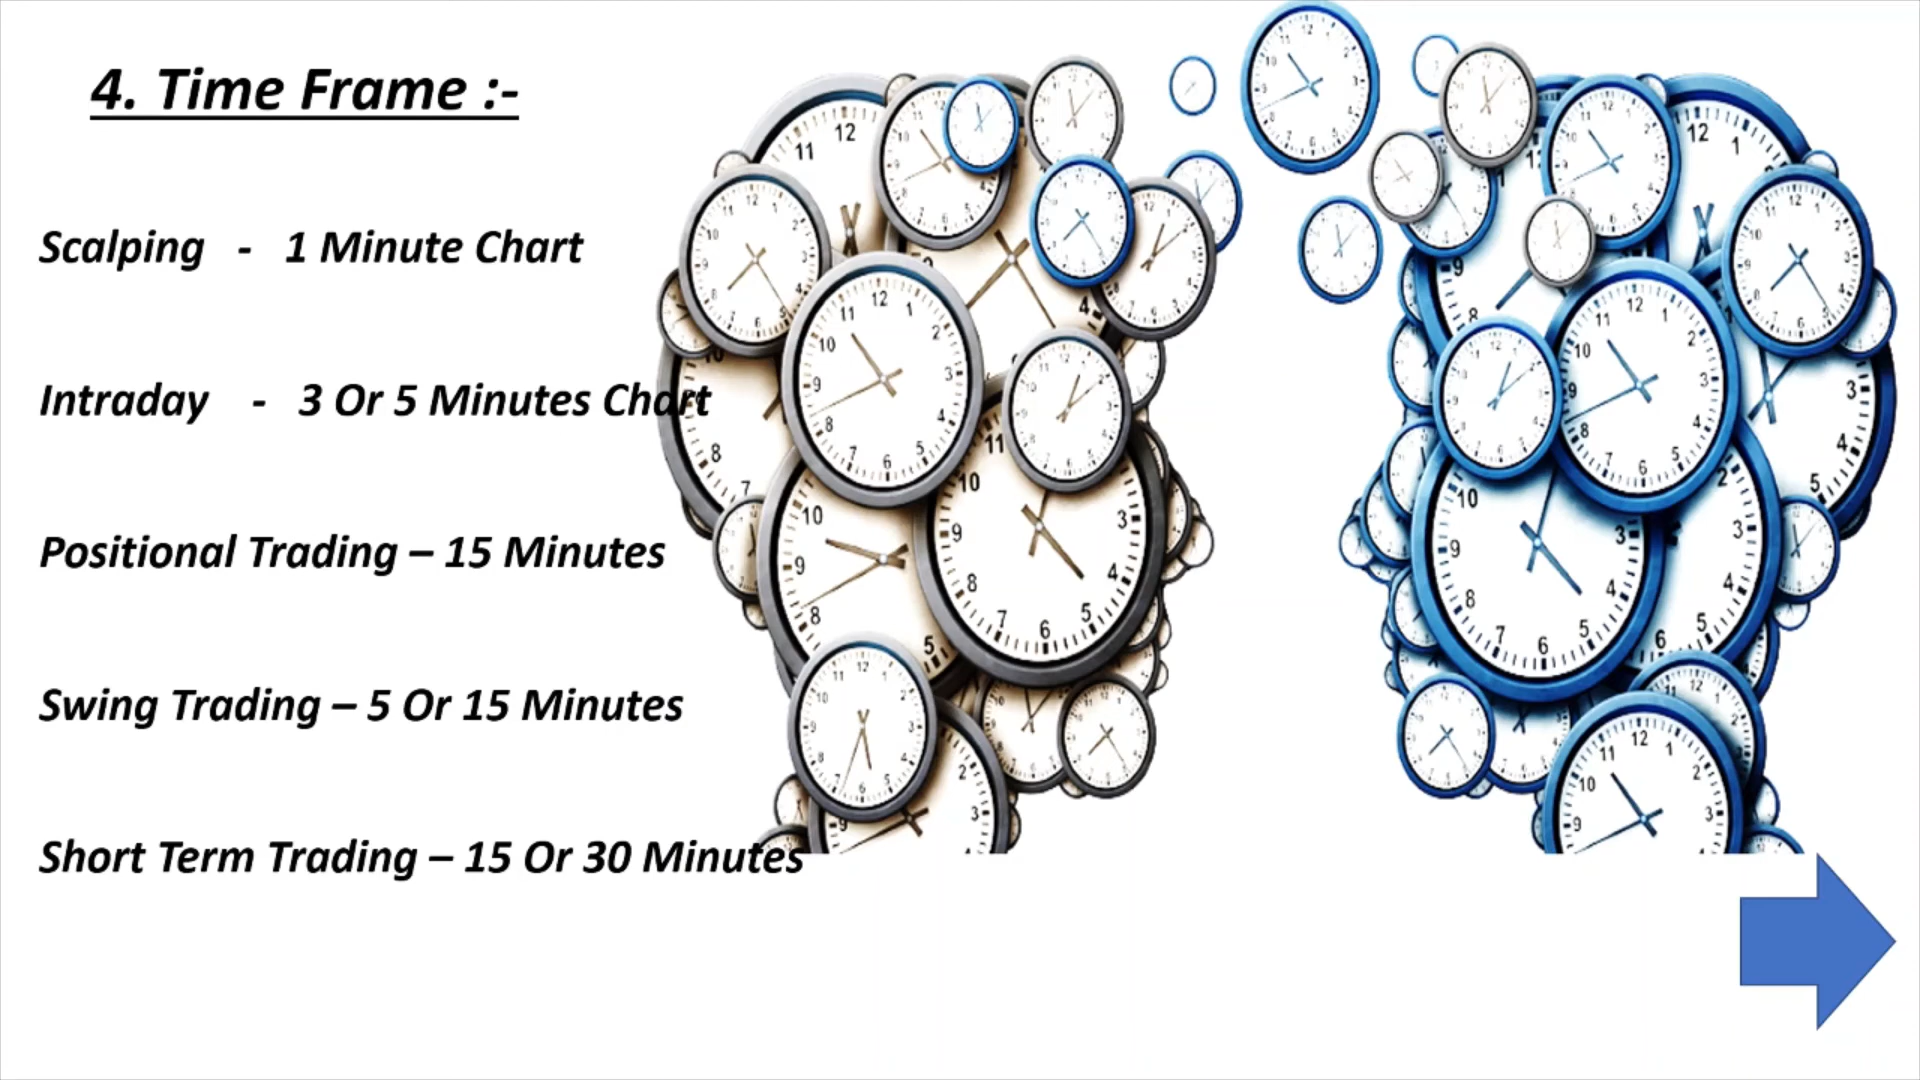 4. Time Frame :-
Scalping - 1 Minute Chart
Intraday - 3 Or 5 Minutes Chart
Positional Trading – 15 Minutes
Swing Trading – 5 Or 15 Minutes
Short Term Trading – 15 Or 30 Minutes